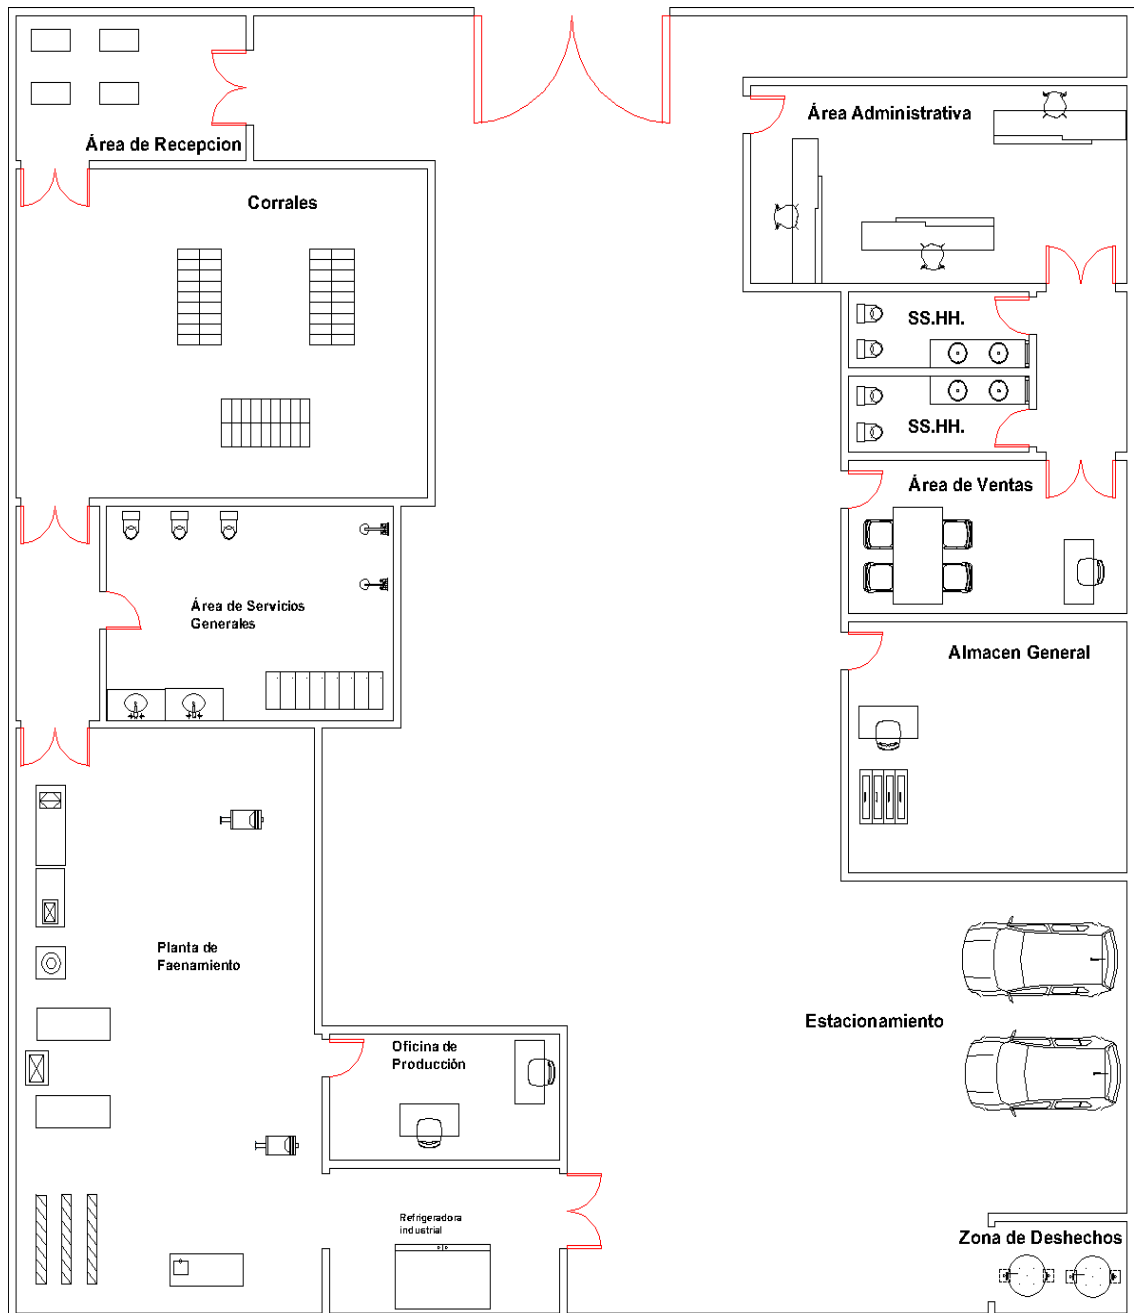 Área Administrativa
Área de Recepcion
Corrales
SS.HH.
SS.HH.
Área de Ventas
Área de Servicios
Generales
Almacen General
Planta de
Faenamiento
Estacionamiento
Oficina de
Producción
Refrigeradora
industrial
Zona de Deshechos